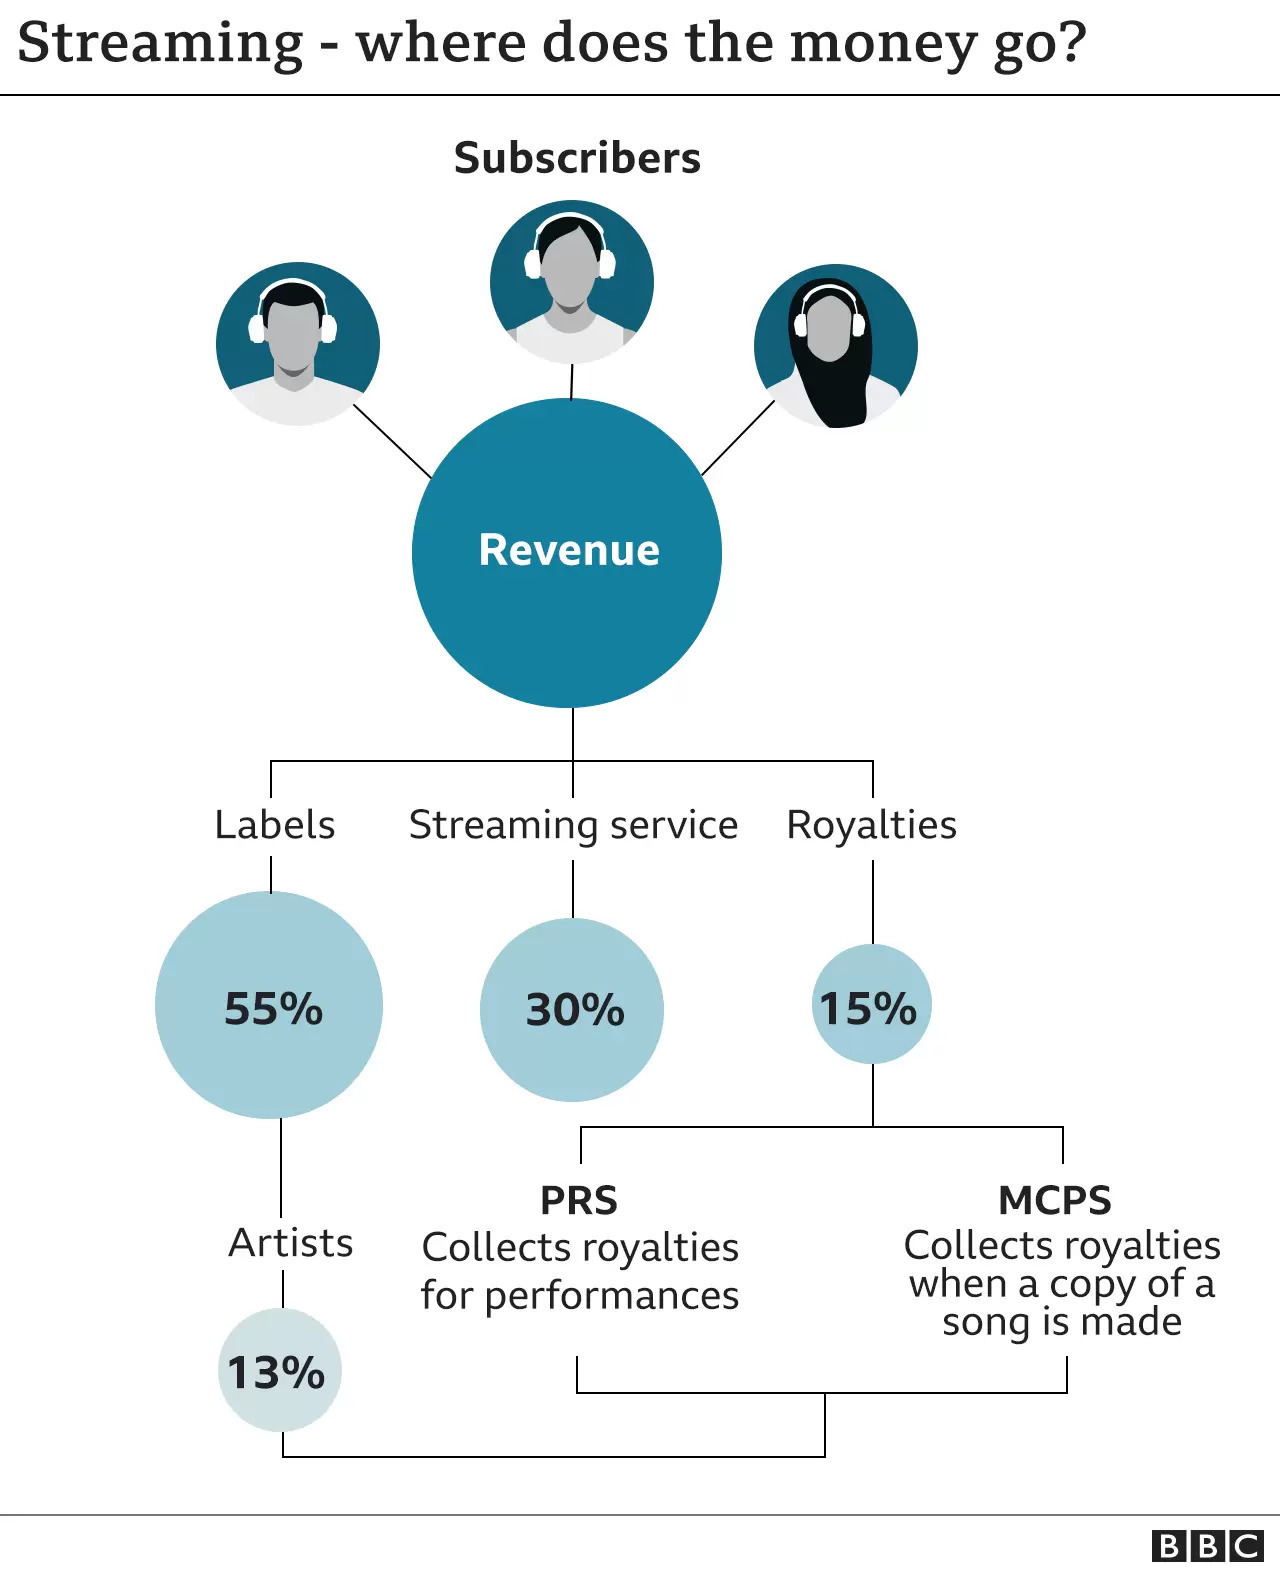 Streaming - where does the money go?
Subscribers
Revenue
Labels
Streaming service
Royalties
55%
30%
15%
PRS
Collects royalties
for performances
MCPS
Collects royalties
when a copy of a
song is made
Artists
13%
BBC